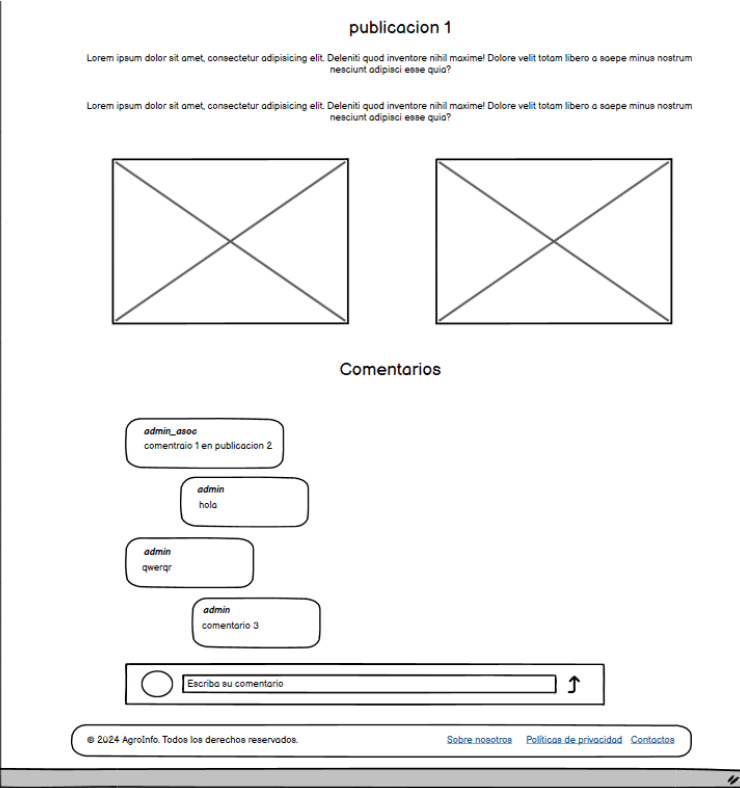 publicacion 1
Lorem ipsum dolor sit amet, consectetur adipisicing elit. Deleniti quod inventore nihil maxime! Dolore velit totam libero a saepe minus nostrum
nesciunt adipisci esse quia?
Lorem ipsum dolor sit amet, consectetur adipisicing elit. Deleniti quod inventore nihil maxime! Dolore velit totam libero a saepe minus nostrum
nesciunt adipisci esse quia?
Comentarios
admin_asoc
comentraio 1 en publicacion 2
admin
hola
admin
qwerqr
admin
comentario 3
Escriba su comentario
© 2024 AgroInfo. Todos los derechos reservados.
Sobre nosotros Políticas de privacidad Contactos